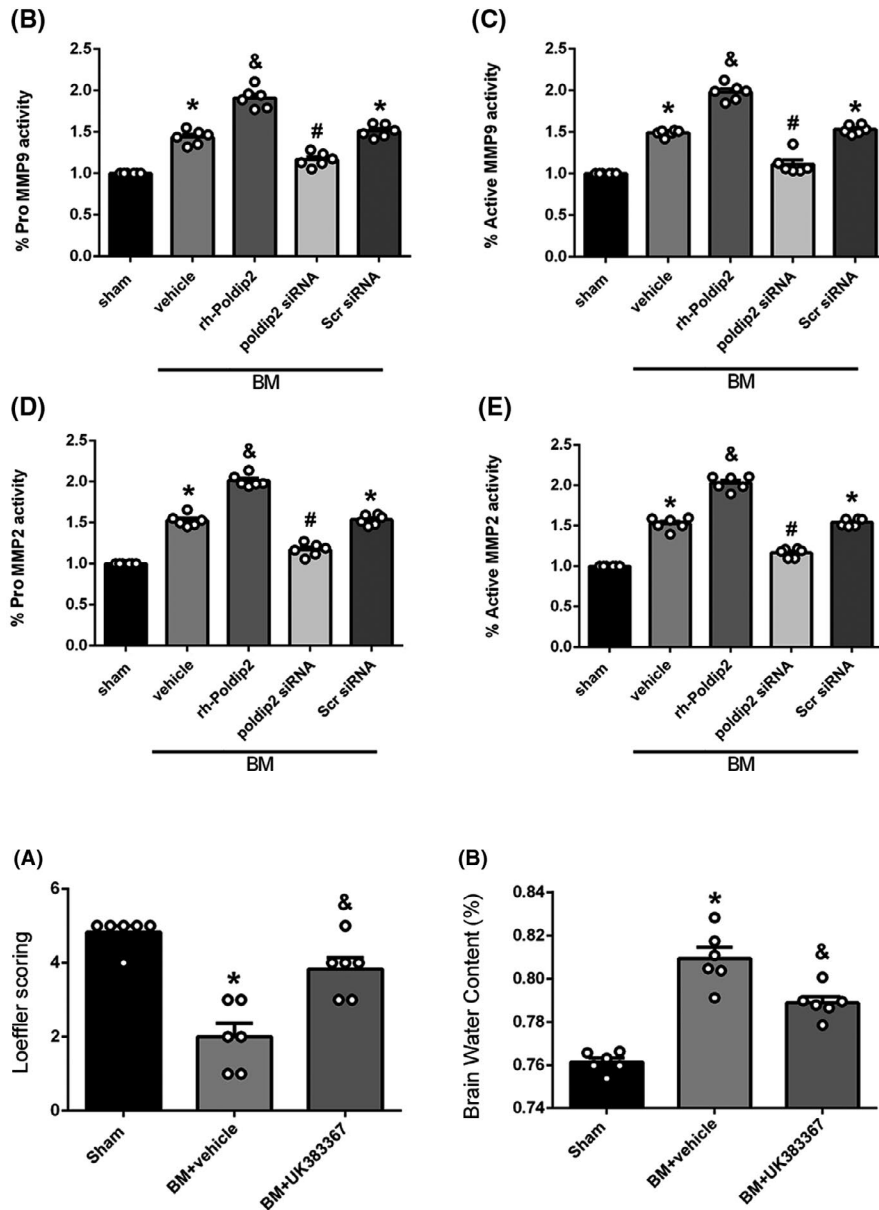 (B)
% Pro MMP9 activity
2.5
2.0
1.5
1.0
0.5
0.0
*
&
#
*
sham
vehicle
rh-Poldip2
poldip2 siRNA
Scr siRNA
BM
(C)
% Active MMP9 activity
2.5
2.0
1.5
1.0
0.5
0.0
*
&
#
*
sham
vehicle
rh-Poldip2
poldip2 siRNA
Scr siRNA
BM
(D)
% Pro MMP2 activity
2.5
2.0
1.5
1.0
0.5
0.0
*
&
#
*
sham
vehicle
rh-Poldip2
poldip2 siRNA
Scr siRNA
BM
(E)
% Active MMP2 activity
2.5
2.0
1.5
1.0
0.5
0.0
*
&
#
*
sham
vehicle
rh-Poldip2
poldip2 siRNA
Scr siRNA
BM
(A)
Loeffler scoring
6
4
2
0
*
&
Sham
BM+vehicle
BM+UK383367
(B)
Brain Water Content (%)
0.84
0.82
0.80
0.78
0.76
0.74
*
&
Sham
BM+vehicle
BM+UK383367